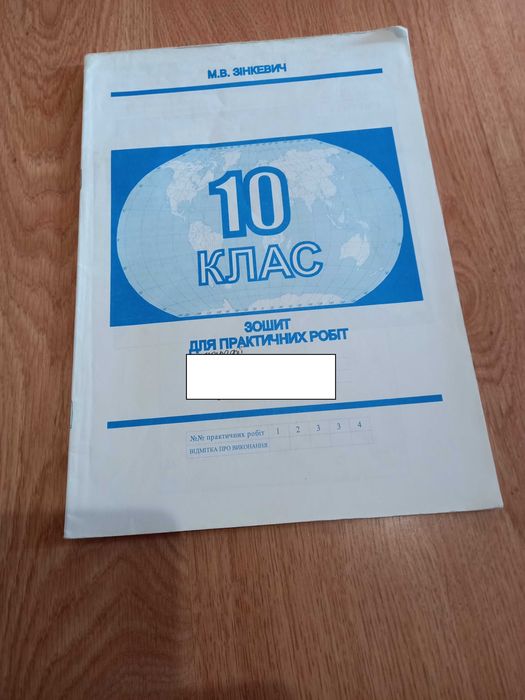 М.В. ЗІНКЕВИЧ
10
КЛАС
ЗОШИТ
ДЛЯ ПРАКТИЧНИХ РОБІТ
№№ практичних робіт 1 2 3 3 4
ВІДМІТКА ПРО ВИКОНАННЯ